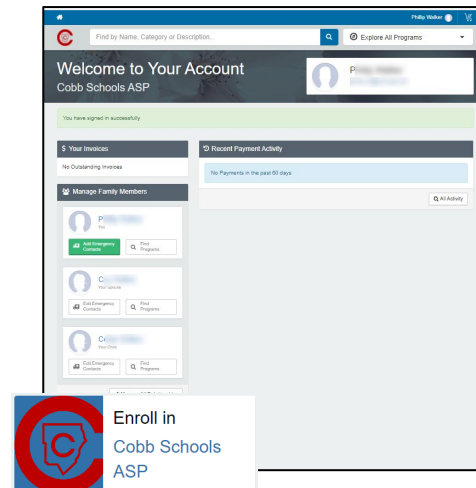 Phillip Walker
Find by Name, Category or Description...
Explore All Programs
Welcome to Your Account
Cobb Schools ASP
P
You have signed in successfully
$ Your Invoices
No Outstanding Invoices
Recent Payment Activity
No Payments in the past 60 days
All Activity
Manage Family Members
P
You
Add Emergency Contacts
Find Programs
C
Your Spouse
Edit Emergency Contacts
Find Programs
C
Your Child
Edit Emergency Contacts
Find Programs
Enroll in
Cobb Schools
ASP